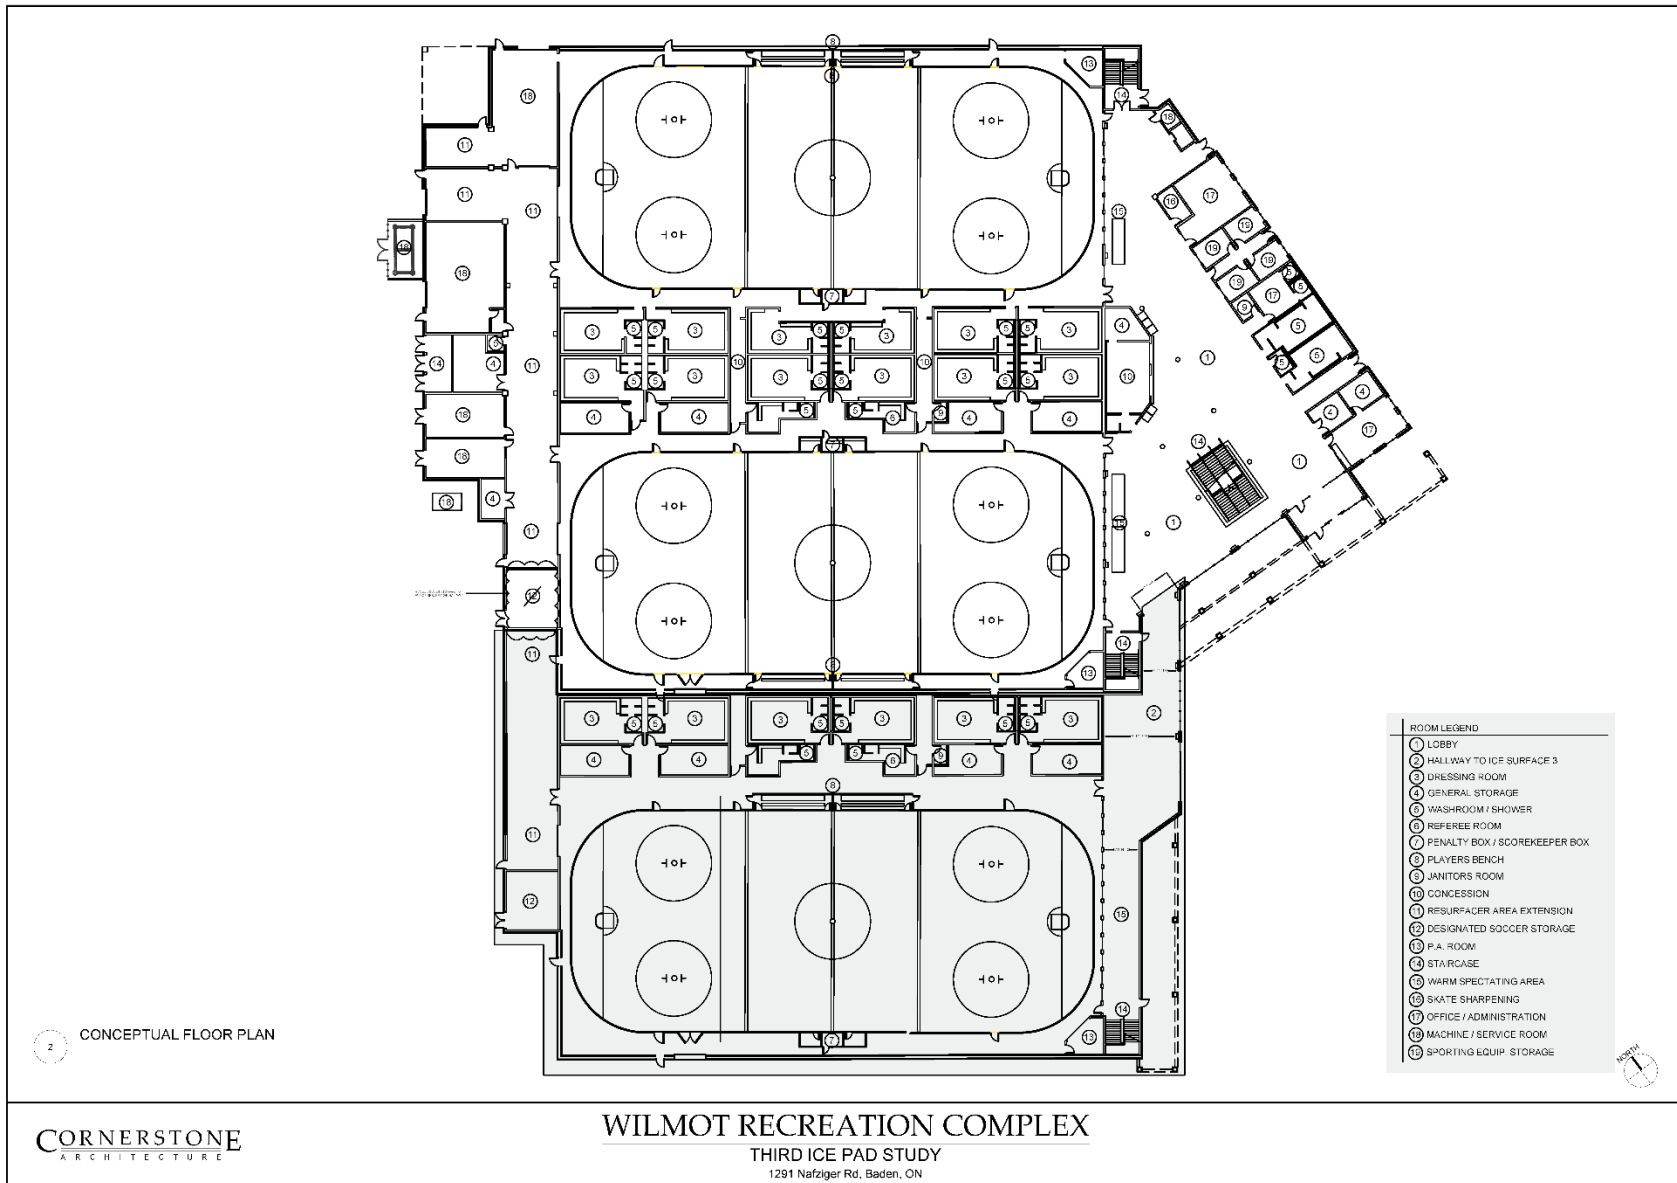 ROOM LEGEND
1 LOBBY
2 HALLWAY TO ICE SURFACE 3
3 DRESSING ROOM
4 GENERAL STORAGE
5 WASHROOM / SHOWER
6 REFEREE ROOM
7 PENALTY BOX / SCOREKEEPER BOX
8 PLAYERS BENCH
9 JANITORS ROOM
10 CONCESSION
11 RESURFACER AREA EXTENSION
12 DESIGNATED SOCCER STORAGE
13 P.A. ROOM
14 STAIRCASE
15 WARM SPECTATING AREA
16 SKATE SHARPENING
17 OFFICE / ADMINISTRATION
18 MACHINE / SERVICE ROOM
19 SPORTING EQUIP. STORAGE
NORTH
2 CONCEPTUAL FLOOR PLAN
CORNERSTONE
ARCHITECTURE
WILMOT RECREATION COMPLEX
THIRD ICE PAD STUDY
1291 Nafziger Rd, Baden, ON